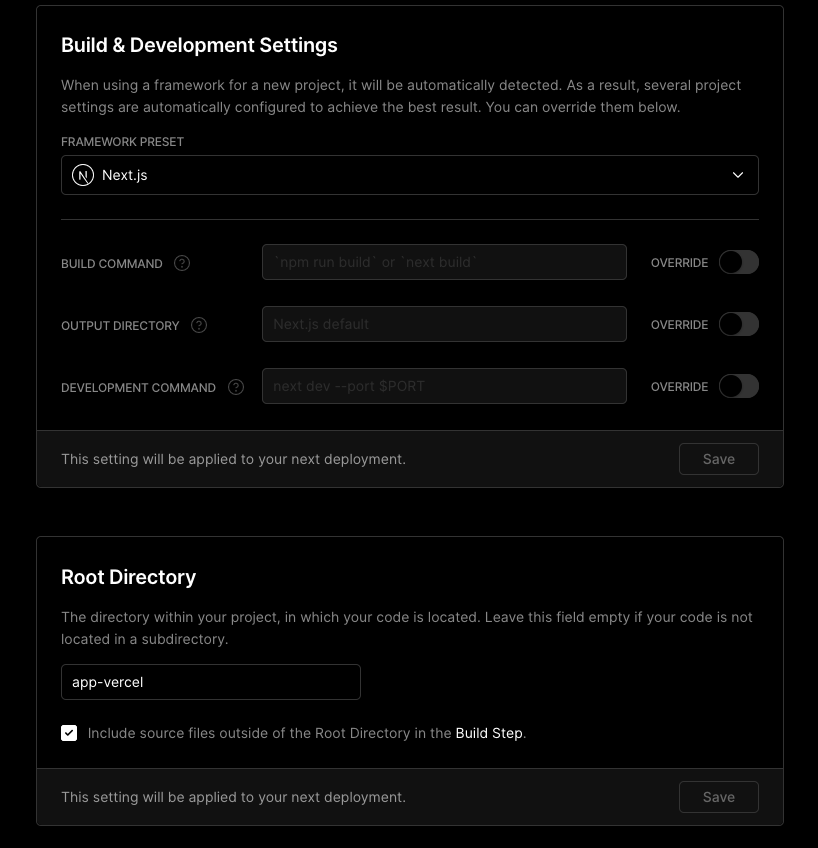 Build & Development Settings
When using a framework for a new project, it will be automatically detected. As a result, several project
settings are automatically configured to achieve the best result. You can override them below.
FRAMEWORK PRESET
N Next.js
BUILD COMMAND ? `npm run build` or `next build` OVERRIDE
OUTPUT DIRECTORY ? Next.js default OVERRIDE
DEVELOPMENT COMMAND ? next dev --port $PORT OVERRIDE
This setting will be applied to your next deployment. Save
Root Directory
The directory within your project, in which your code is located. Leave this field empty if your code is not
located in a subdirectory.
app-vercel
Include source files outside of the Root Directory in the Build Step.
This setting will be applied to your next deployment. Save